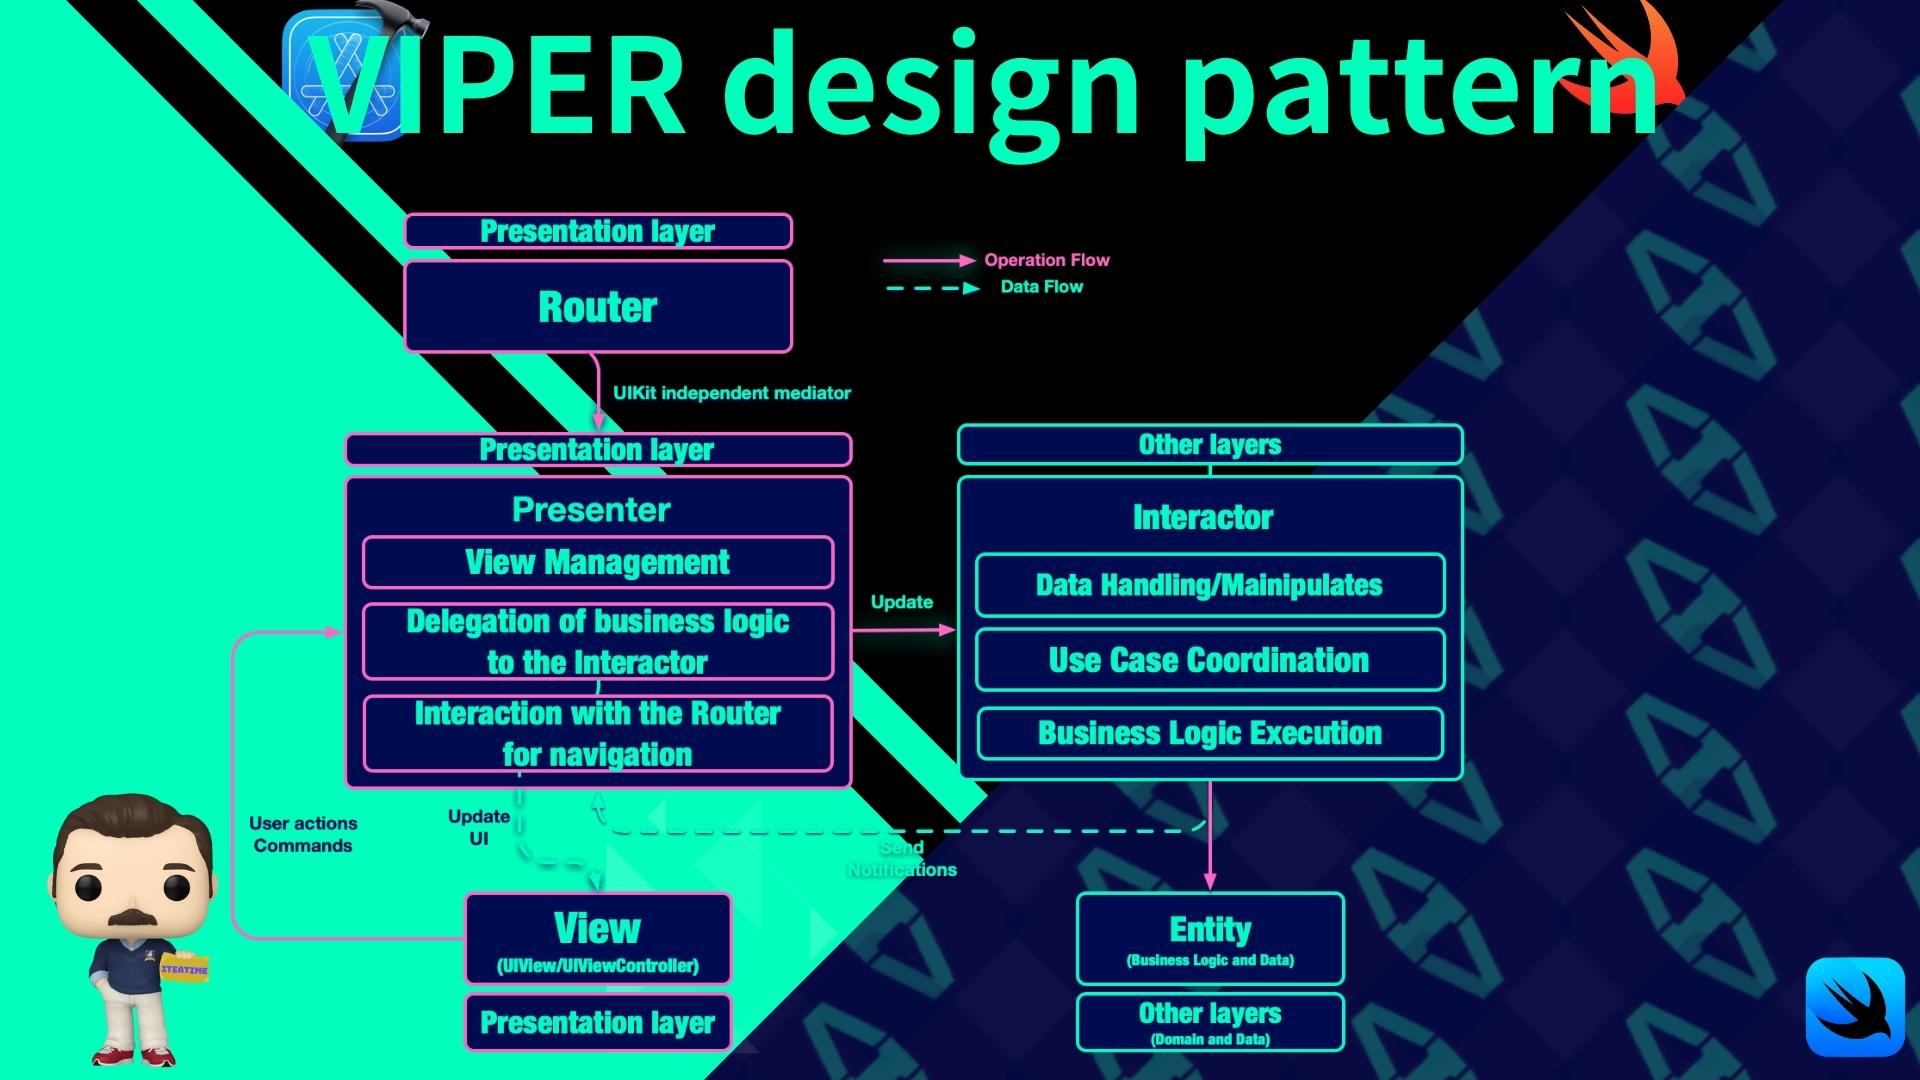 VIPER design pattern
Presentation layer
Router
Operation Flow
Data Flow
UIKit independent mediator
Presentation layer
Presenter
View Management
Delegation of business logic
to the Interactor
Interaction with the Router
for navigation
Update
Other layers
Interactor
Data Handling/Mainipulates
Use Case Coordination
Business Logic Execution
User actions
Commands
Update
UI
Send
Notifications
View
(UIView/UIViewController)
Presentation layer
Entity
(Business Logic and Data)
Other layers
(Domain and Data)
ITEATIME